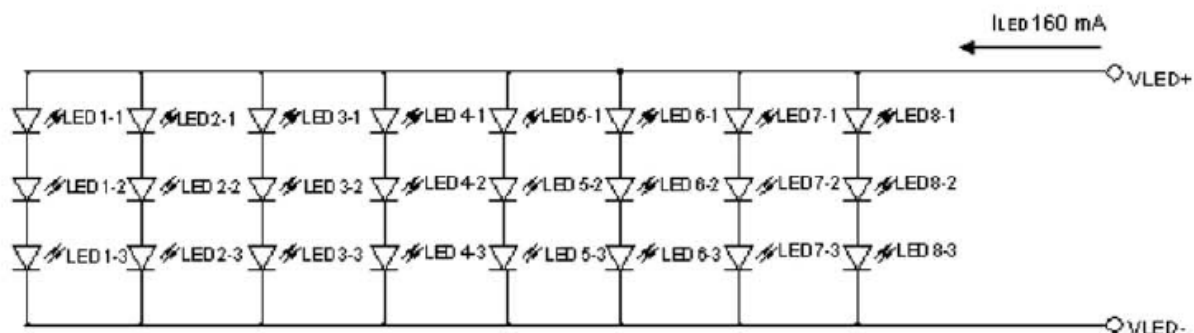 ILED 160 mA
VLED+
LED 1-1 LED2-1 LED 3-1 LED 4-1 LED5-1 LED 6-1 LED7-1 LED8-1
LED 1-2 LED 2-2 LED 3-2 LED4-2 LED 5-2 LED 6-2 LED7-2 LED8-2
LED 1-3 LED2-3 LED 3-3 LED 4-3 LED 5-3 LED 6-3 LED7-3 LED 8-3
VLED-